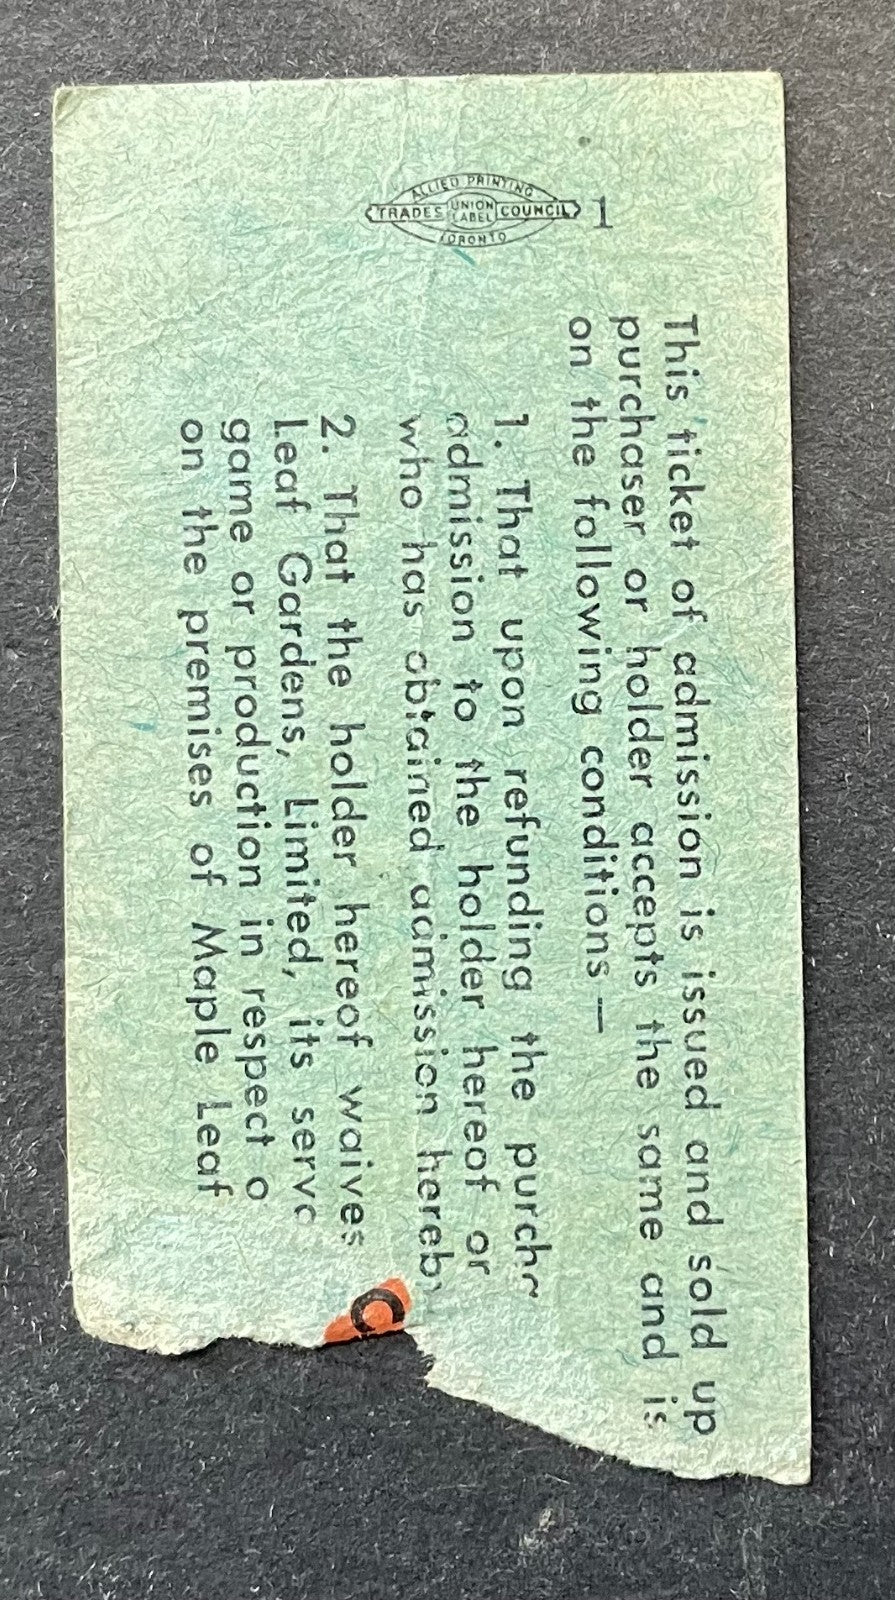 ALLIED PRINTING
TRADES UNION LABEL COUNCIL
TORONTO
1
This ticket of admission is issued and sold up
purchaser or holder accepts the same and is
on the following conditions—
1. That upon refunding the purch
admission to the holder hereof or
who has obtained admission hereb
2. That the holder hereof waives
Leaf Gardens, Limited, its serv
game or production in respect o
on the premises of Maple Leaf